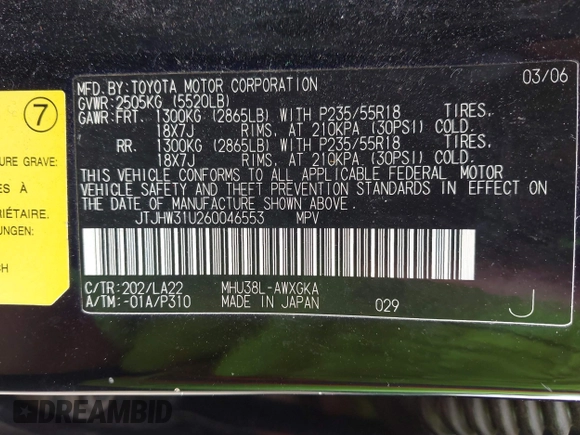 MFD. BY: TOYOTA MOTOR CORPORATION 03/06
GVWR: 2505KG (5520LB)
GAWR: FRT. 1300KG (2865LB) WITH P235/55R18 TIRES.
18X7J RIMS, AT 210KPA (30PSI) COLD.
RR. 1300KG (2865LB) WITH P235/55R18 TIRES.
18X7J RIMS, AT 210KPA (30PSI) COLD.
THIS VEHICLE CONFORMS TO ALL APPLICABLE FEDERAL MOTOR
VEHICLE SAFETY AND THEFT PREVENTION STANDARDS IN EFFECT ON
THE DATE OF MANUFACTURE SHOWN ABOVE.
JTJHW31U260046553 MPV
C/TR: 202/LA22 MHU38L-AWXGKA
A/TM: -01A/P310 MADE IN JAPAN 029 J
7
URE GRAVE:
ÉS À
RIÉTAIRE.
UNGEN:
CH
DREAMBID